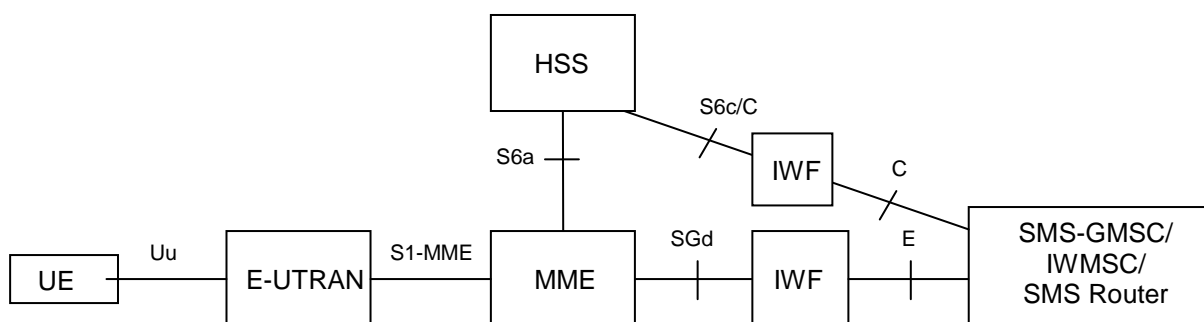 HSS
S6c/C
S6a
IWF
C
Uu
S1-MME
SGd
E
SMS-GMSC/
IWMSC/
SMS Router
UE
E-UTRAN
MME
IWF